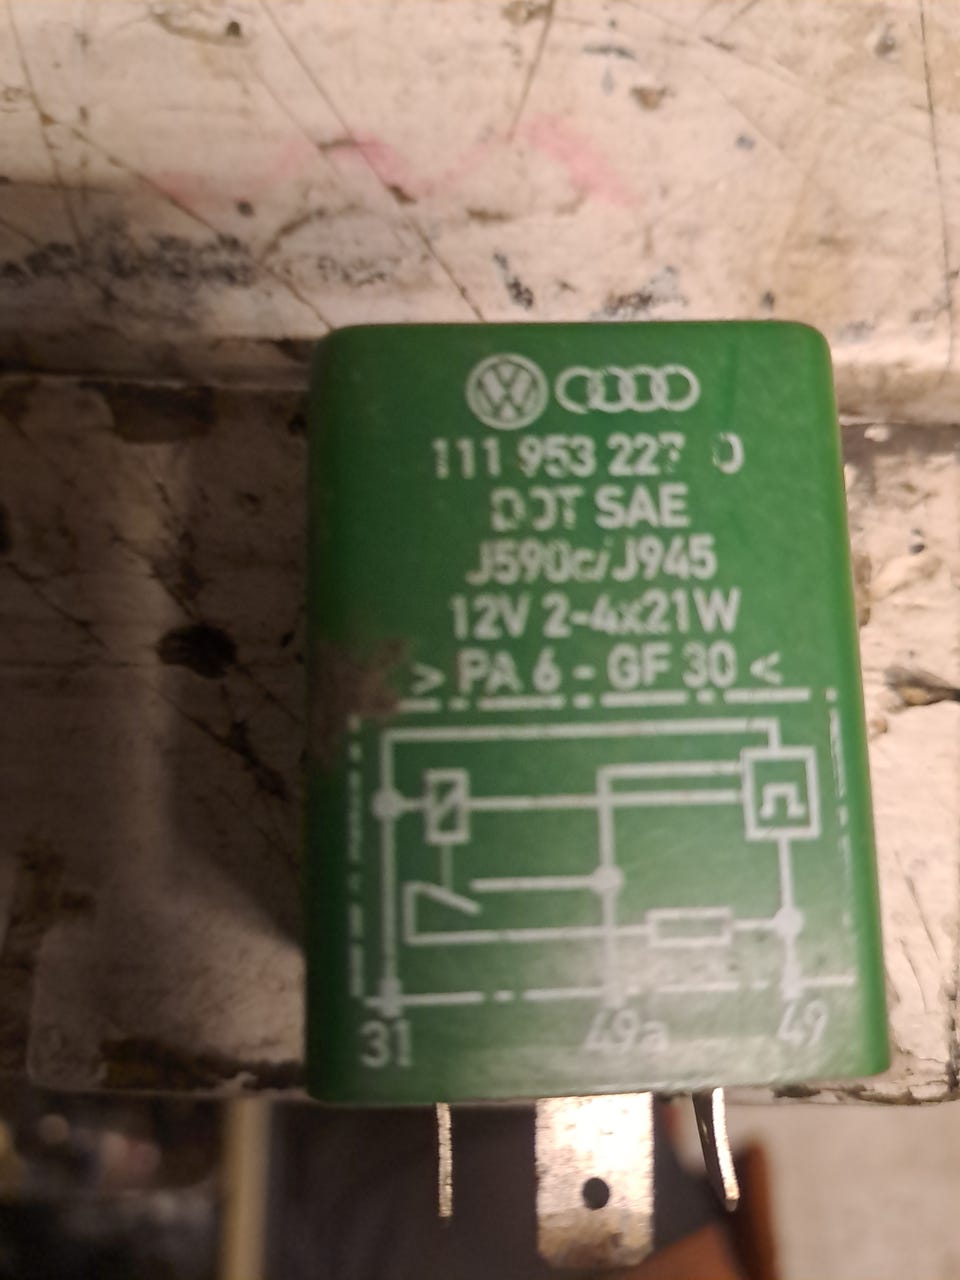 111 953 227 D
DOT SAE
J590c/J945
12V 2-4x21W
> PA 6 - GF 30 <
31 49a 49